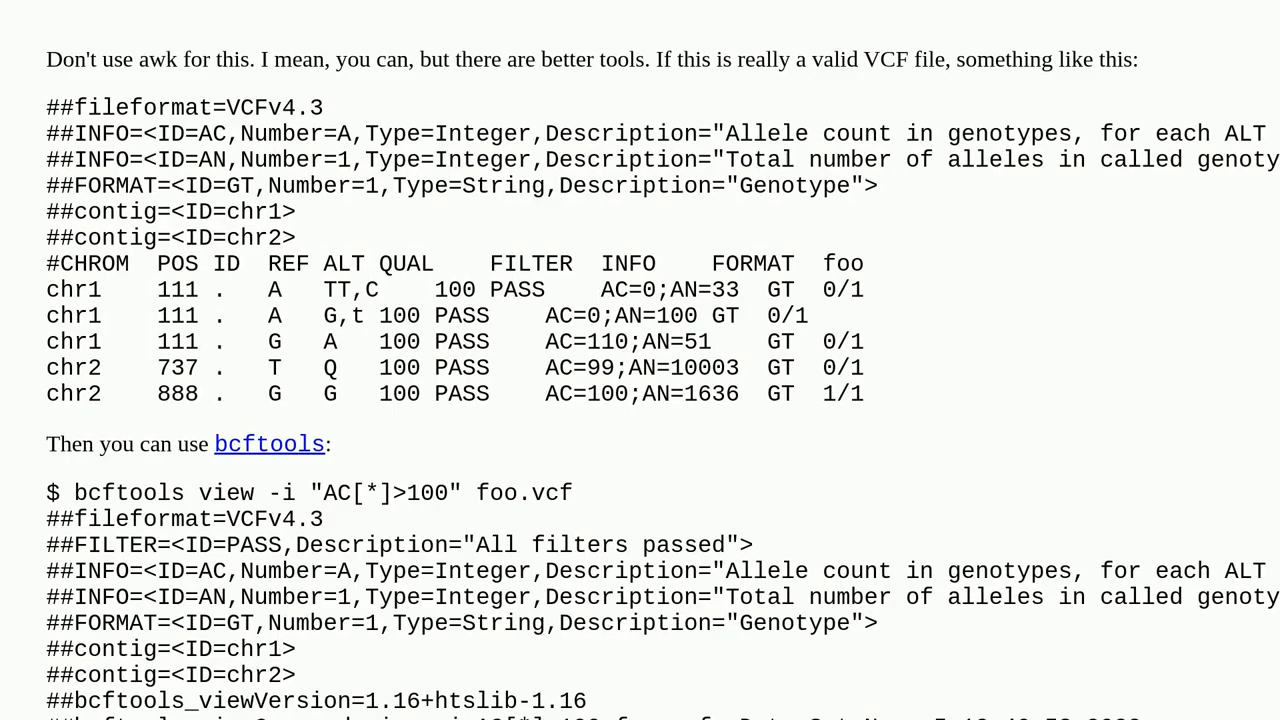 Don't use awk for this. I mean, you can, but there are better tools. If this is really a valid VCF file, something like this:
##fileformat=VCFv4.3
##INFO=<ID=AC,Number=A,Type=Integer,Description="Allele count in genotypes, for each ALT
##INFO=<ID=AN,Number=1,Type=Integer,Description="Total number of alleles in called genoty
##FORMAT=<ID=GT,Number=1,Type=String,Description="Genotype">
##contig=<ID=chr1>
##contig=<ID=chr2>
#CHROM  POS ID  REF ALT QUAL    FILTER  INFO    FORMAT  foo
chr1    111 .   A   TT,C    100 PASS    AC=0;AN=33  GT  0/1
chr1    111 .   A   G,t 100 PASS    AC=0;AN=100 GT  0/1
chr1    111 .   G   A   100 PASS    AC=110;AN=51    GT  0/1
chr2    737 .   T   Q   100 PASS    AC=99;AN=10003  GT  0/1
chr2    888 .   G   G   100 PASS    AC=100;AN=1636  GT  1/1
Then you can use bcftools:
$ bcftools view -i "AC[*]>100" foo.vcf
##fileformat=VCFv4.3
##FILTER=<ID=PASS,Description="All filters passed">
##INFO=<ID=AC,Number=A,Type=Integer,Description="Allele count in genotypes, for each ALT
##INFO=<ID=AN,Number=1,Type=Integer,Description="Total number of alleles in called genoty
##FORMAT=<ID=GT,Number=1,Type=String,Description="Genotype">
##contig=<ID=chr1>
##contig=<ID=chr2>
##bcftools_viewVersion=1.16+htslib-1.16